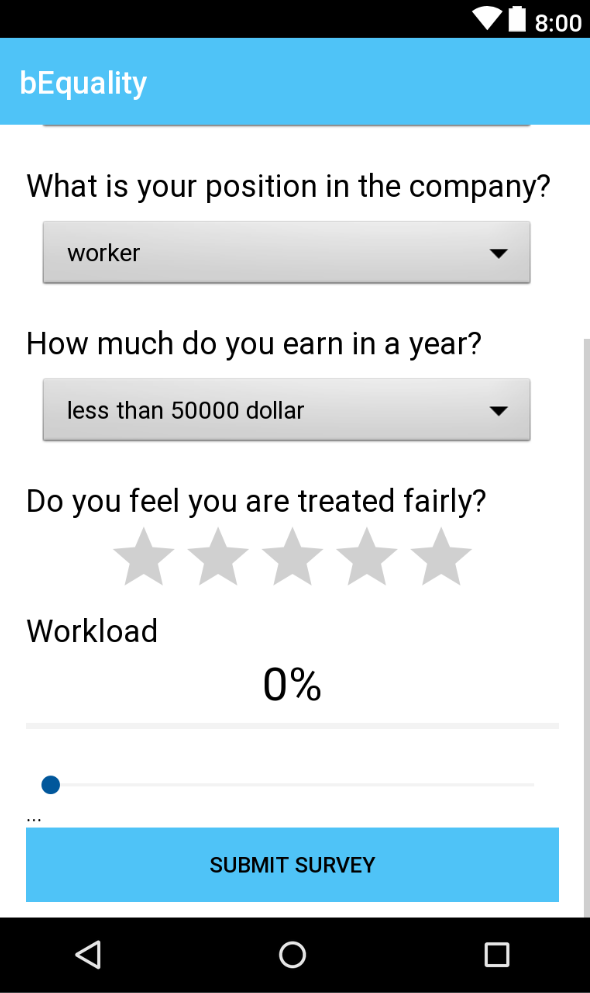 8:00
bEquality
What is your position in the company?
worker
How much do you earn in a year?
less than 50000 dollar
Do you feel you are treated fairly?
Workload
0%
...
SUBMIT SURVEY